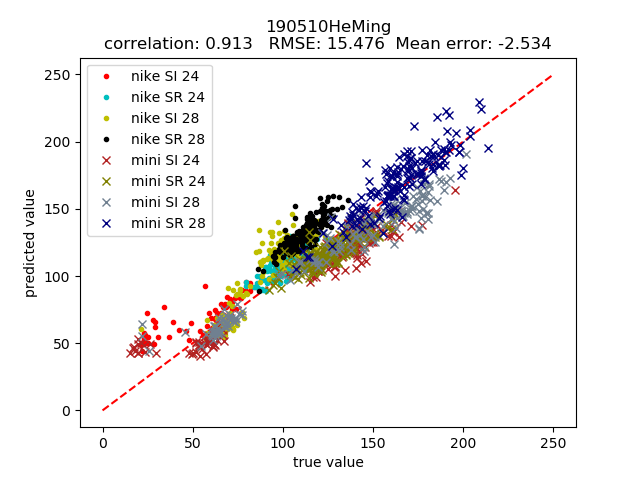 190510HeMing
correlation: 0.913   RMSE: 15.476  Mean error: -2.534
250
200
150
100
50
0
predicted value
nike SI 24
nike SR 24
nike SI 28
nike SR 28
mini SI 24
mini SR 24
mini SI 28
mini SR 28
0 50 100 150 200 250
true value